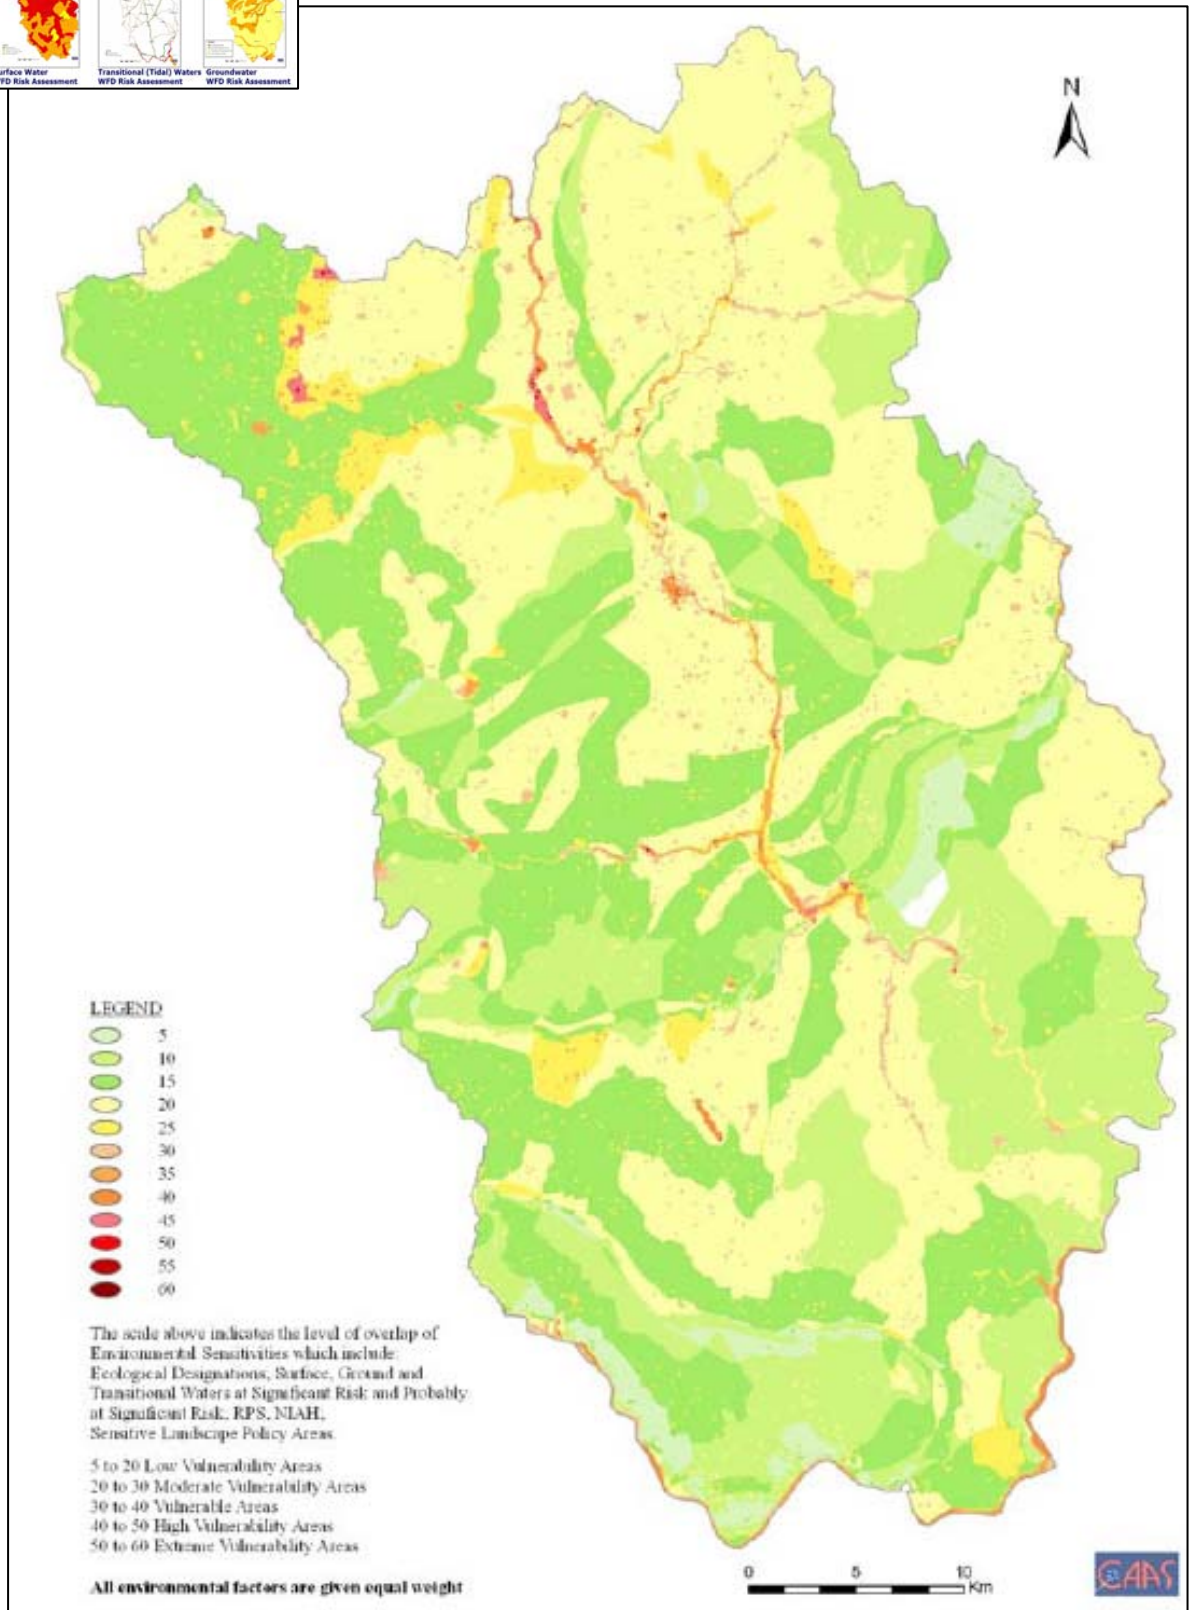 urface Water
FD Risk Assessment
Transitional (Tidal) Waters
WFD Risk Assessment
Groundwater
WFD Risk Assessment
N
LEGEND
5
10
15
20
25
30
35
40
45
50
55
60
The scale above indicates the level of overlap of
Environmental Sensitivities which include:
Ecological Designations, Surface, Ground and
Transitional Waters at Significant Risk and Probably
at Significant Risk, RPS, NIAH,
Sensitive Landscape Policy Areas
5 to 20 Low Vulnerability Areas
20 to 30 Moderate Vulnerability Areas
30 to 40 Vulnerable Areas
40 to 50 High Vulnerability Areas
50 to 60 Extreme Vulnerability Areas
All environmental factors are given equal weight
0 5 10
Km
CAAS